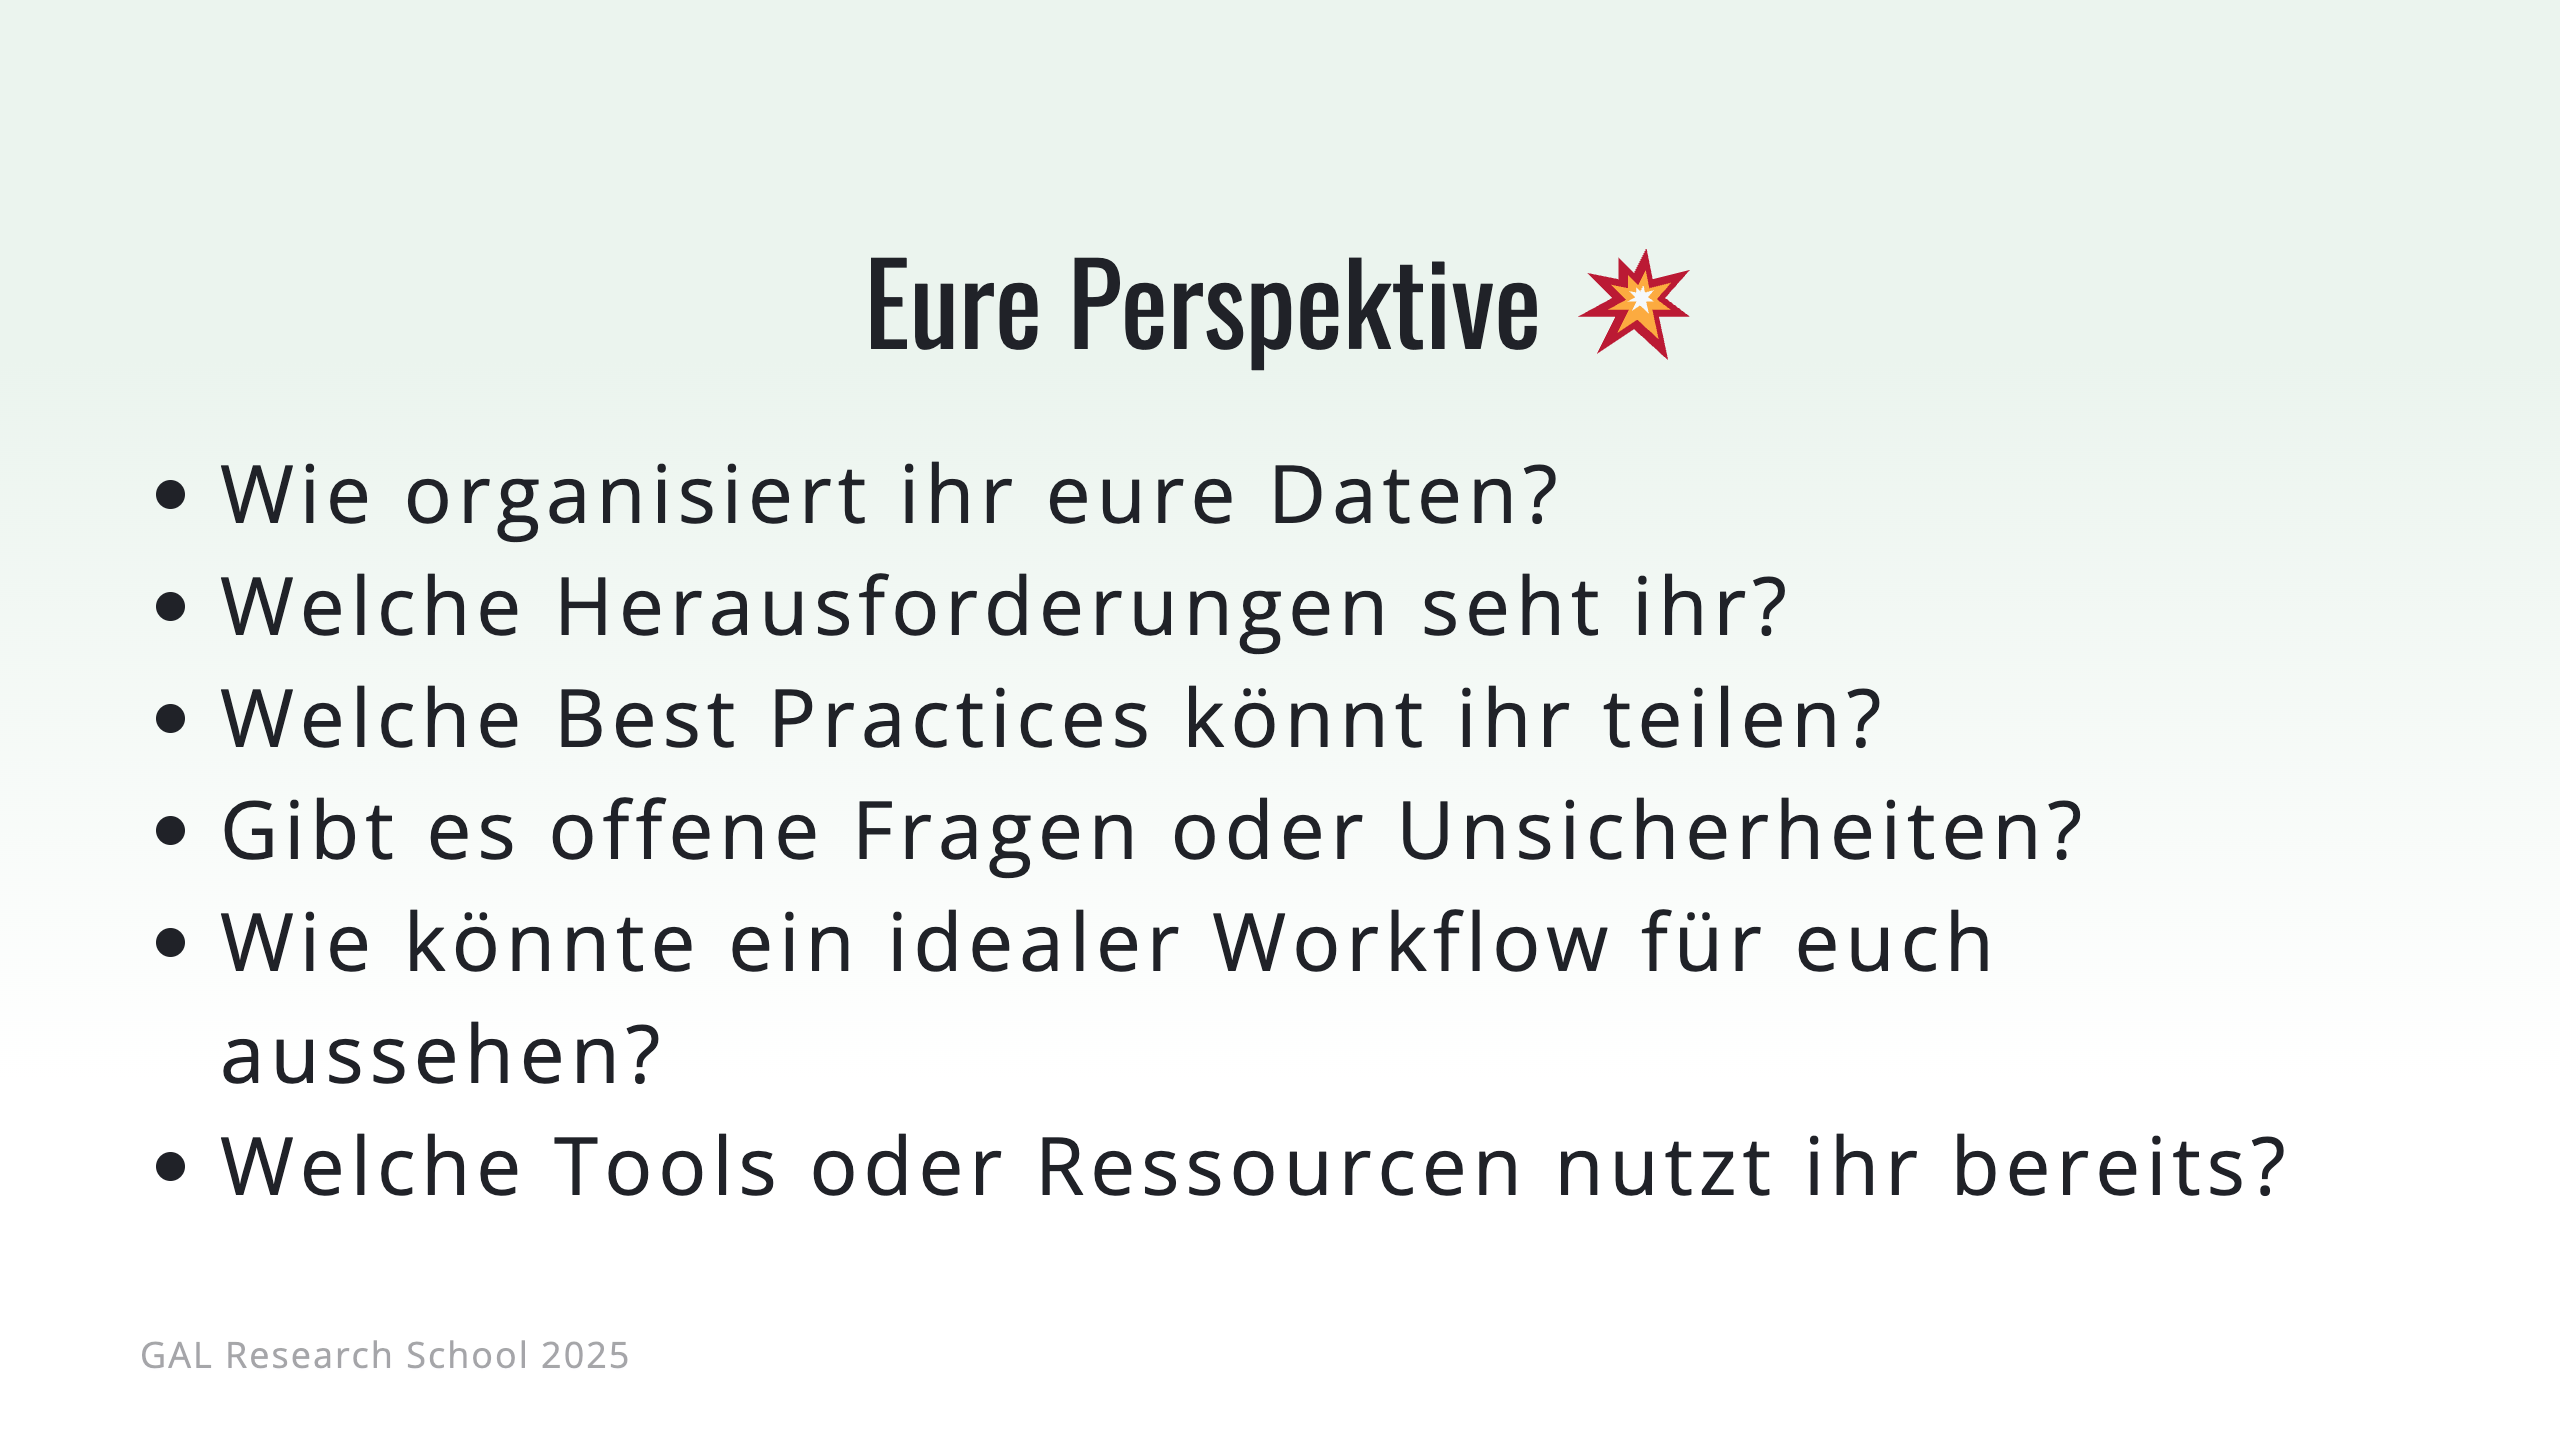 Eure Perspektive 💥
• Wie organisiert ihr eure Daten?
• Welche Herausforderungen seht ihr?
• Welche Best Practices könnt ihr teilen?
• Gibt es offene Fragen oder Unsicherheiten?
• Wie könnte ein idealer Workflow für euch
aussehen?
• Welche Tools oder Ressourcen nutzt ihr bereits?
GAL Research School 2025